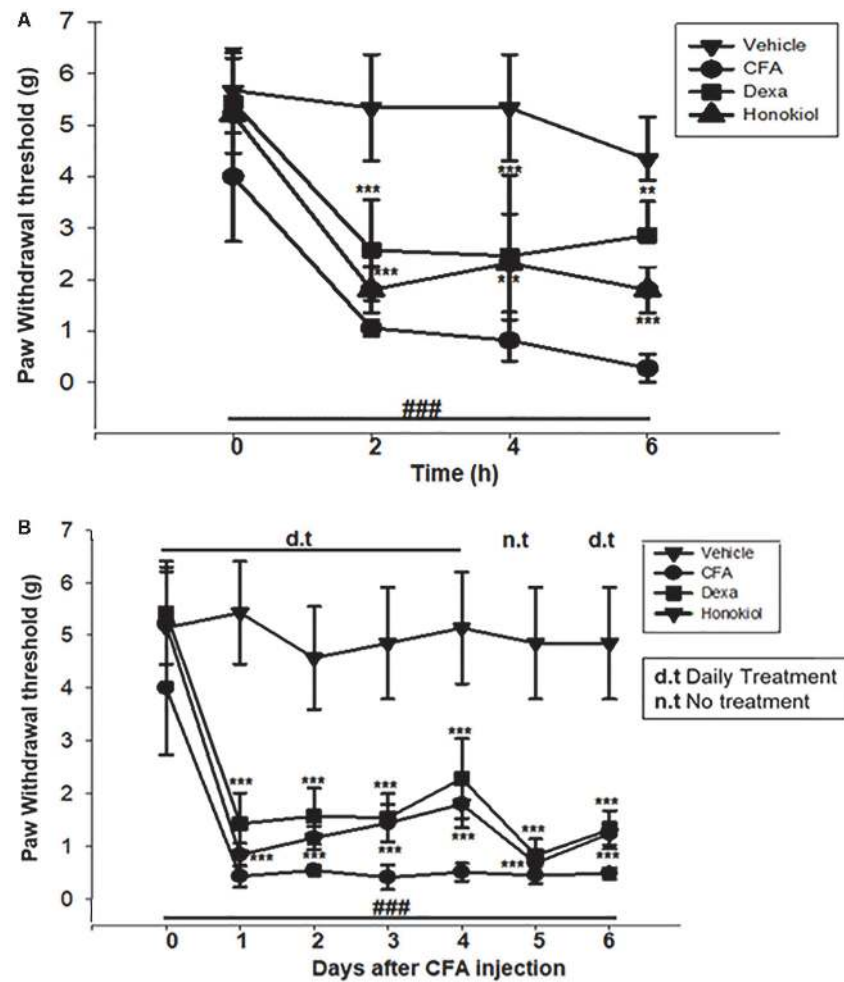 A
Paw Withdrawal threshold (g)
7
6
5
4
3
2
1
0
Vehicle
CFA
Dexa
Honokiol
***
***
***
***
**
***
###
0 2 4 6
Time (h)
B
Paw Withdrawal threshold (g)
7
6
5
4
3
2
1
0
d.t n.t d.t
Vehicle
CFA
Dexa
Honokiol
d.t Daily Treatment
n.t No treatment
***
***
***
***
***
***
***
***
***
***
***
***
###
0 1 2 3 4 5 6
Days after CFA injection